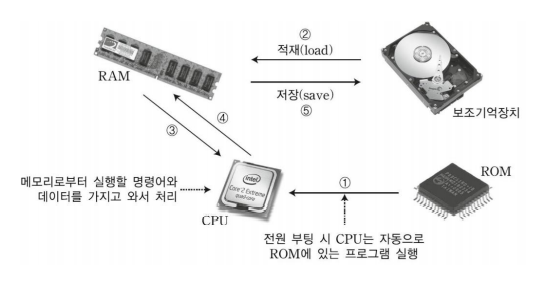 ②
적재(load)
RAM
저장(save)
⑤
보조기억장치
③
④
메모리로부터 실행할 명령어와
데이터를 가지고 와서 처리
intel
Core 2 Extreme
quad-core
CPU
①
ROM
전원 부팅 시 CPU는 자동으로
ROM에 있는 프로그램 실행